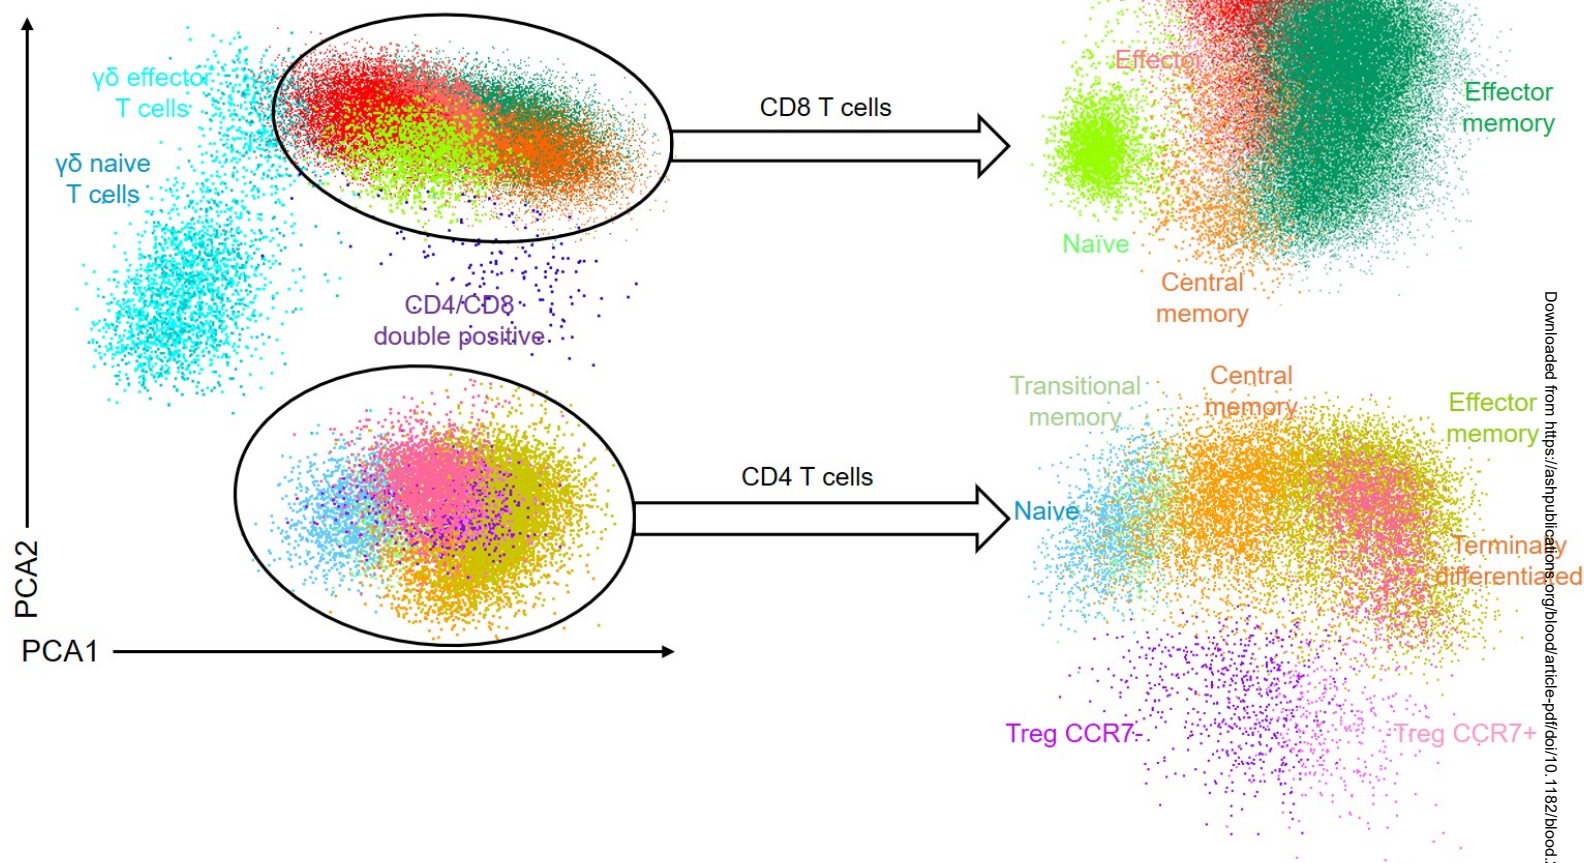 γδ effector
T cells
γδ naive
T cells
CD4/CD8
double positive
CD8 T cells
Effector
Effector
memory
Naïve
Central
memory
CD4 T cells
Transitional
memory
Central
memory
Effector
memory
Naive
Terminally
differentiated
Treg CCR7-
Treg CCR7+
PCA2
PCA1
Downloaded from https://ashpublications.org/blood/article-pdf/doi/10.1182/blood.